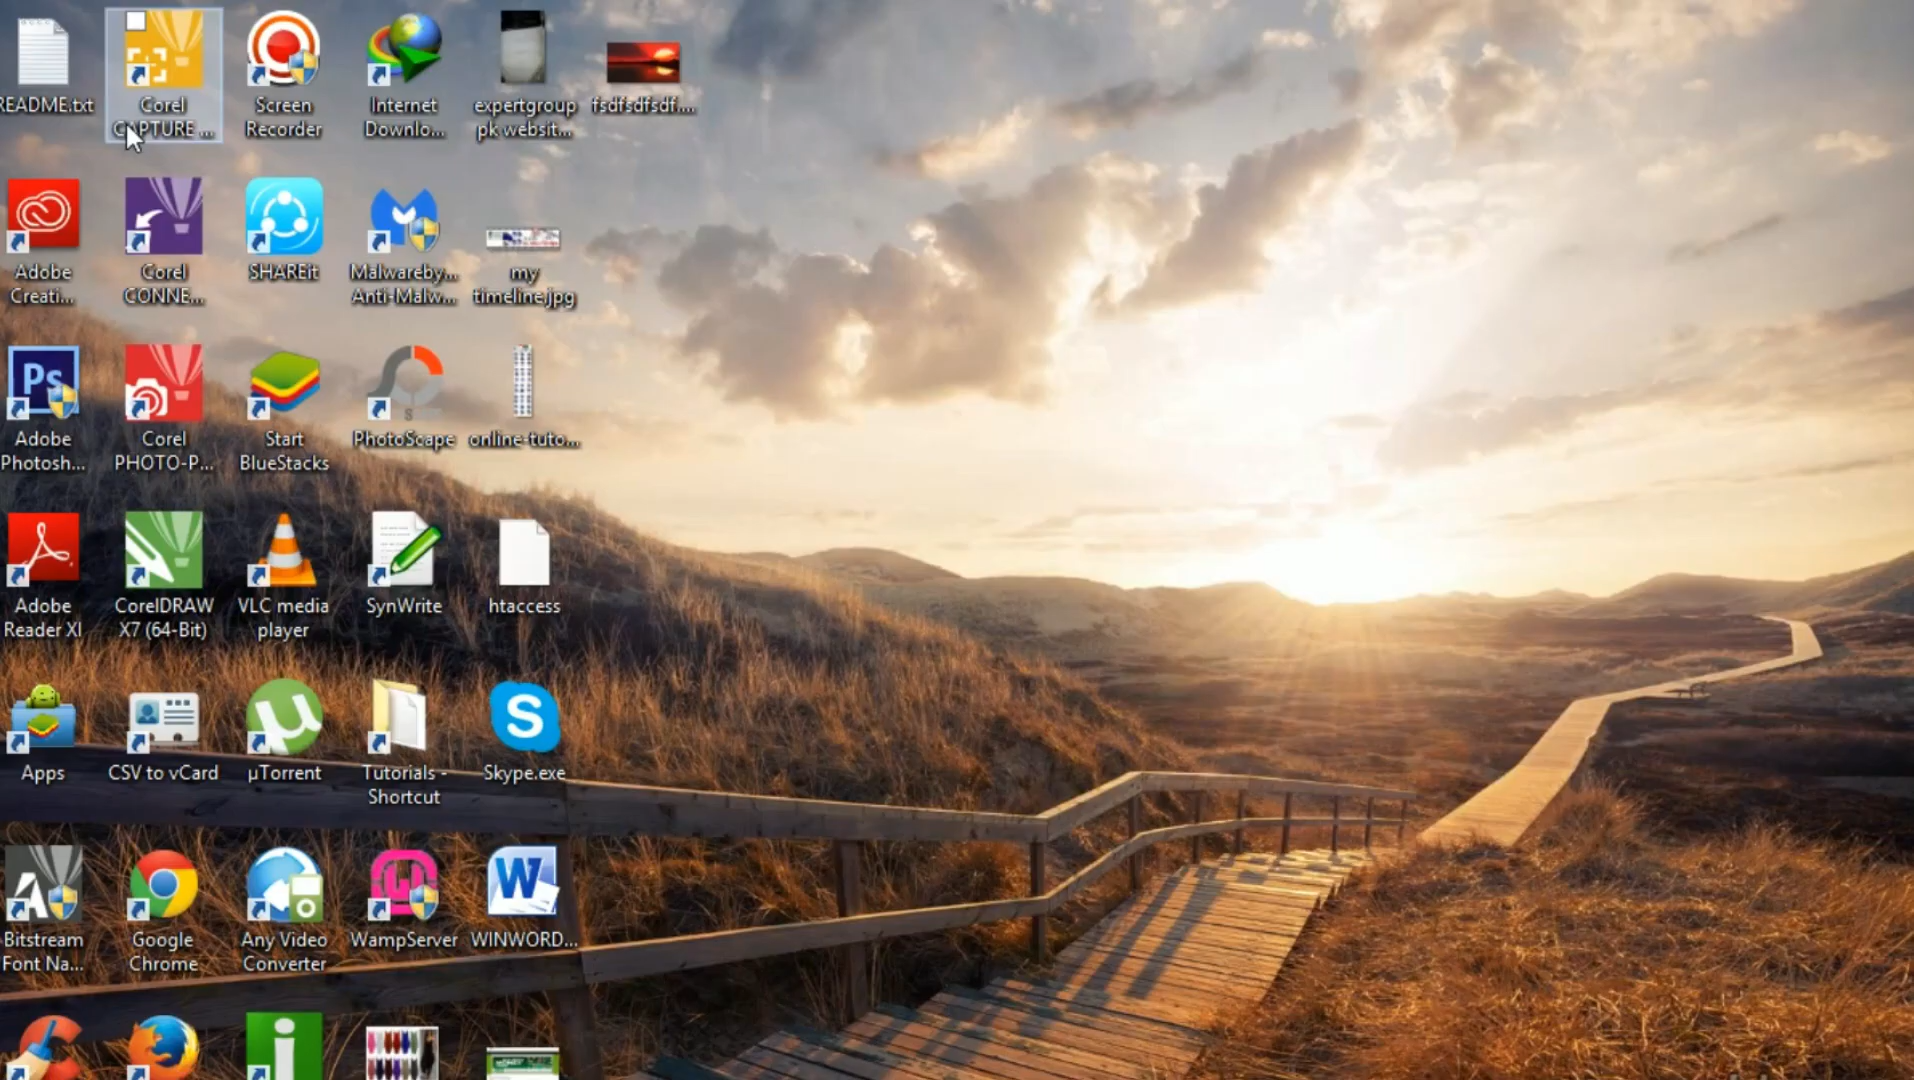 README.txt
Corel
CAPTURE ...
Screen
Recorder
Internet
Downlo...
expertgroup
pk websit...
fsdfsdfsdf....
Adobe
Creati...
Corel
CONNE...
SHAREit
Malwareby...
Anti-Malw...
my
timeline.jpg
Ps
Adobe
Photosh...
Corel
PHOTO-P...
Start
BlueStacks
S
PhotoScape
online-tuto...
Adobe
Reader XI
CorelDRAW
X7 (64-Bit)
VLC media
player
SynWrite
htaccess
Apps
CSV to vCard
µ
µTorrent
Tutorials -
Shortcut
S
Skype.exe
A
Bitstream
Font Na...
Google
Chrome
Any Video
Converter
WampServer
W
WINWORD...
i